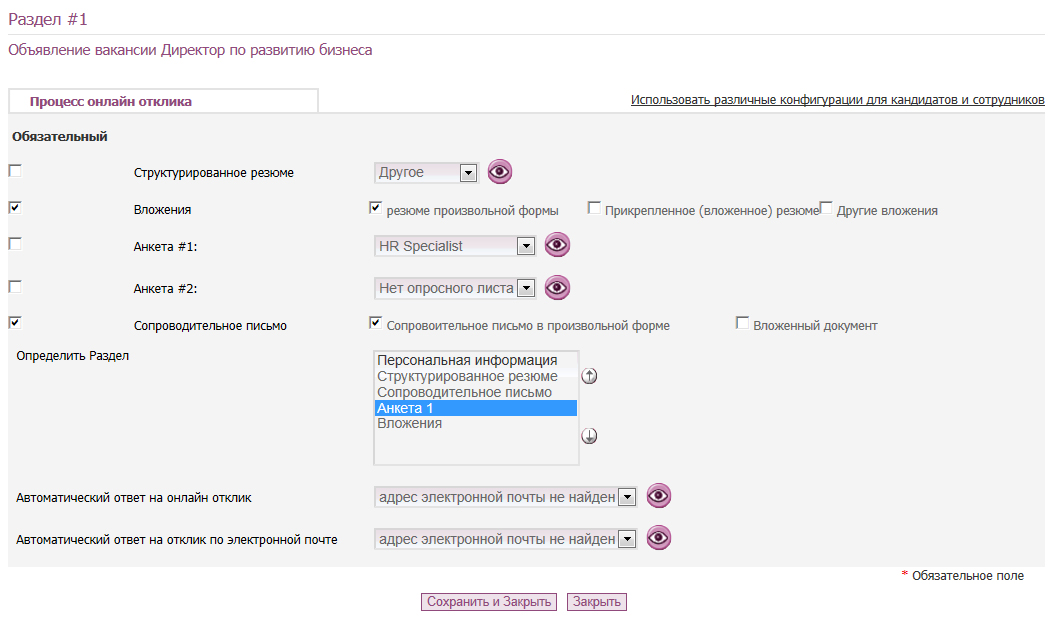 Раздел #1
Объявление вакансии Директор по развитию бизнеса
Процесс онлайн отклика
Использовать различные конфигурации для кандидатов и сотрудников
Обязательный
Структурированное резюме Другое
Вложения резюме произвольной формы Прикрепленное (вложенное) резюме Другие вложения
Анкета #1: HR Specialist
Анкета #2: Нет опросного листа
Сопроводительное письмо Сопровоительное письмо в произвольной форме Вложенный документ
Определить Раздел Персональная информация
Структурированное резюме
Сопроводительное письмо
Анкета 1
Вложения
Автоматический ответ на онлайн отклик адрес электронной почты не найден
Автоматический ответ на отклик по электронной почте адрес электронной почты не найден
* Обязательное поле
Сохранить и Закрыть Закрыть